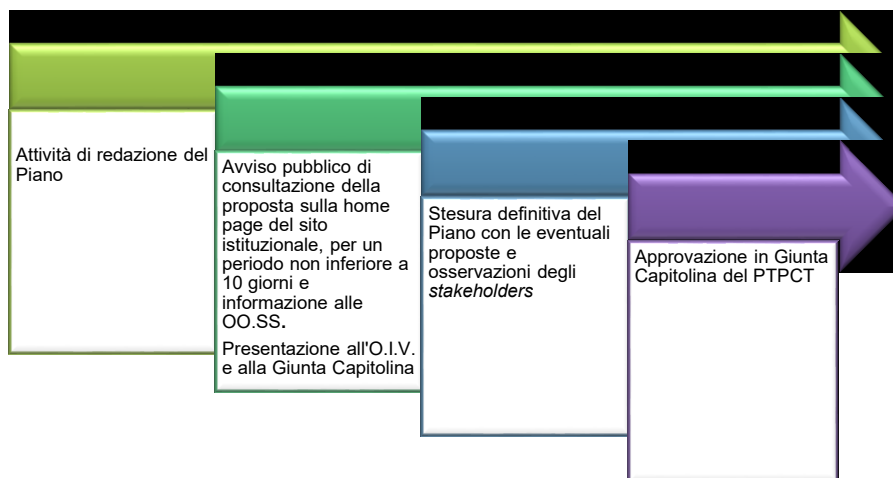 Attività di redazione del
Piano
Avviso pubblico di
consultazione della
proposta sulla home
page del sito
istituzionale, per un
periodo non inferiore a
10 giorni e
informazione alle
OO.SS.
Presentazione all'O.I.V.
e alla Giunta Capitolina
Stesura definitiva del
Piano con le eventuali
proposte e
osservazioni degli
stakeholders
Approvazione in Giunta
Capitolina del PTPCT